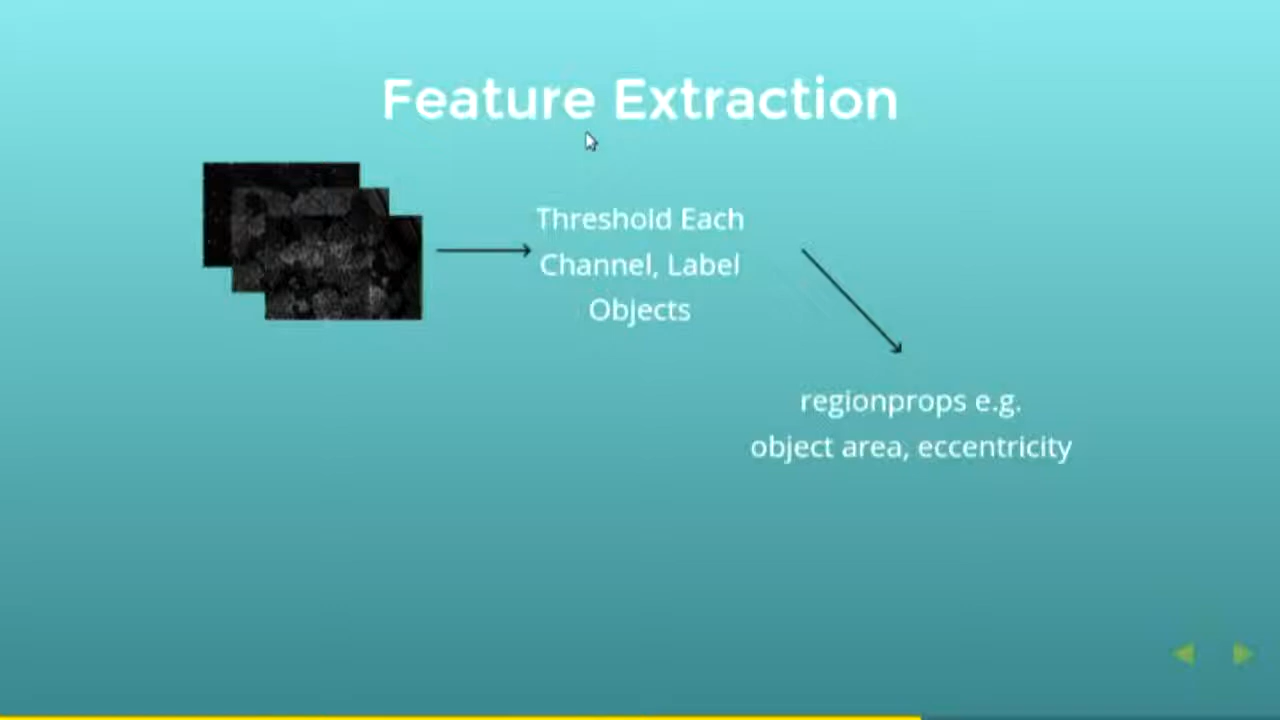 Feature Extraction
Threshold Each
Channel, Label
Objects
regionprops e.g.
object area, eccentricity